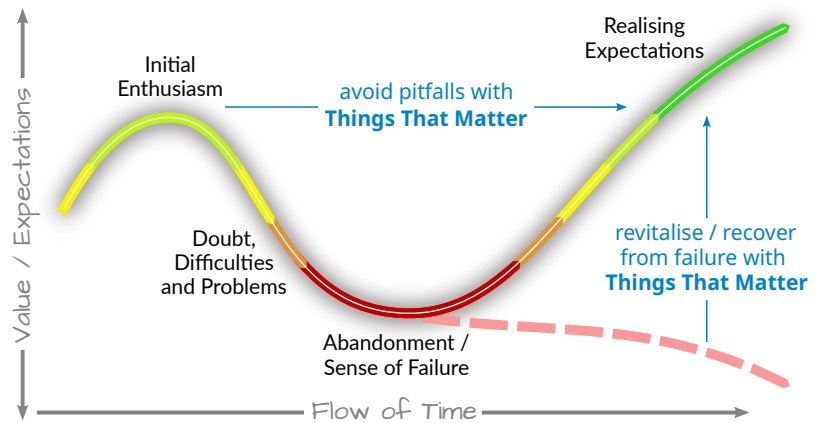 Realising
Expectations
Initial
Enthusiasm
avoid pitfalls with
Things That Matter
Value / Expectations
Doubt,
Difficulties
and Problems
revitalise / recover
from failure with
Things That Matter
Abandonment /
Sense of Failure
Flow of Time